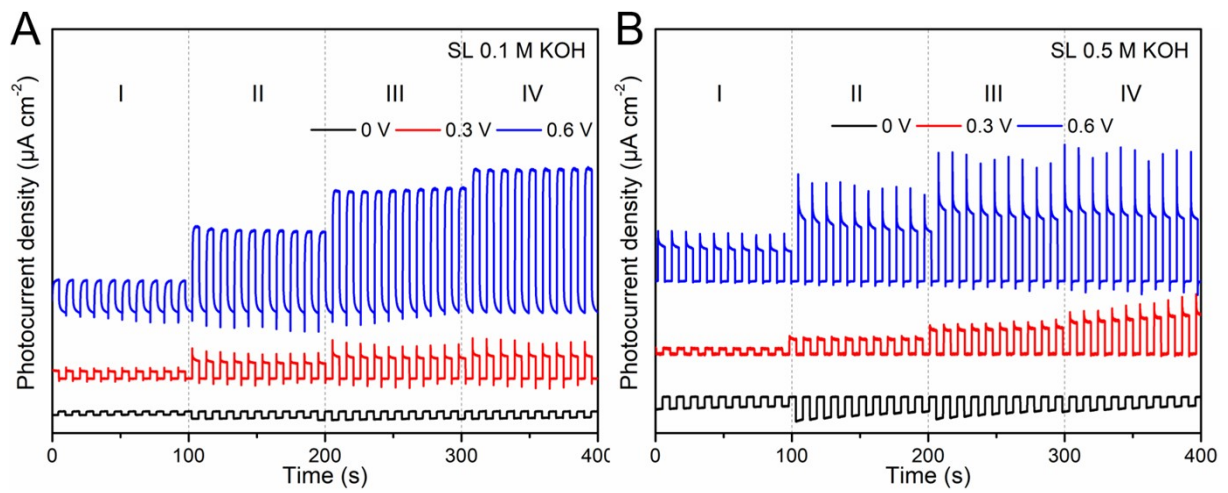 A
SL 0.1 M KOH
I II III IV
0 V 0.3 V 0.6 V
Photocurrent density (µA cm⁻²)
0 100 200 300 400
Time (s)
B
SL 0.5 M KOH
I II III IV
0 V 0.3 V 0.6 V
Photocurrent density (µA cm⁻²)
0 100 200 300 400
Time (s)